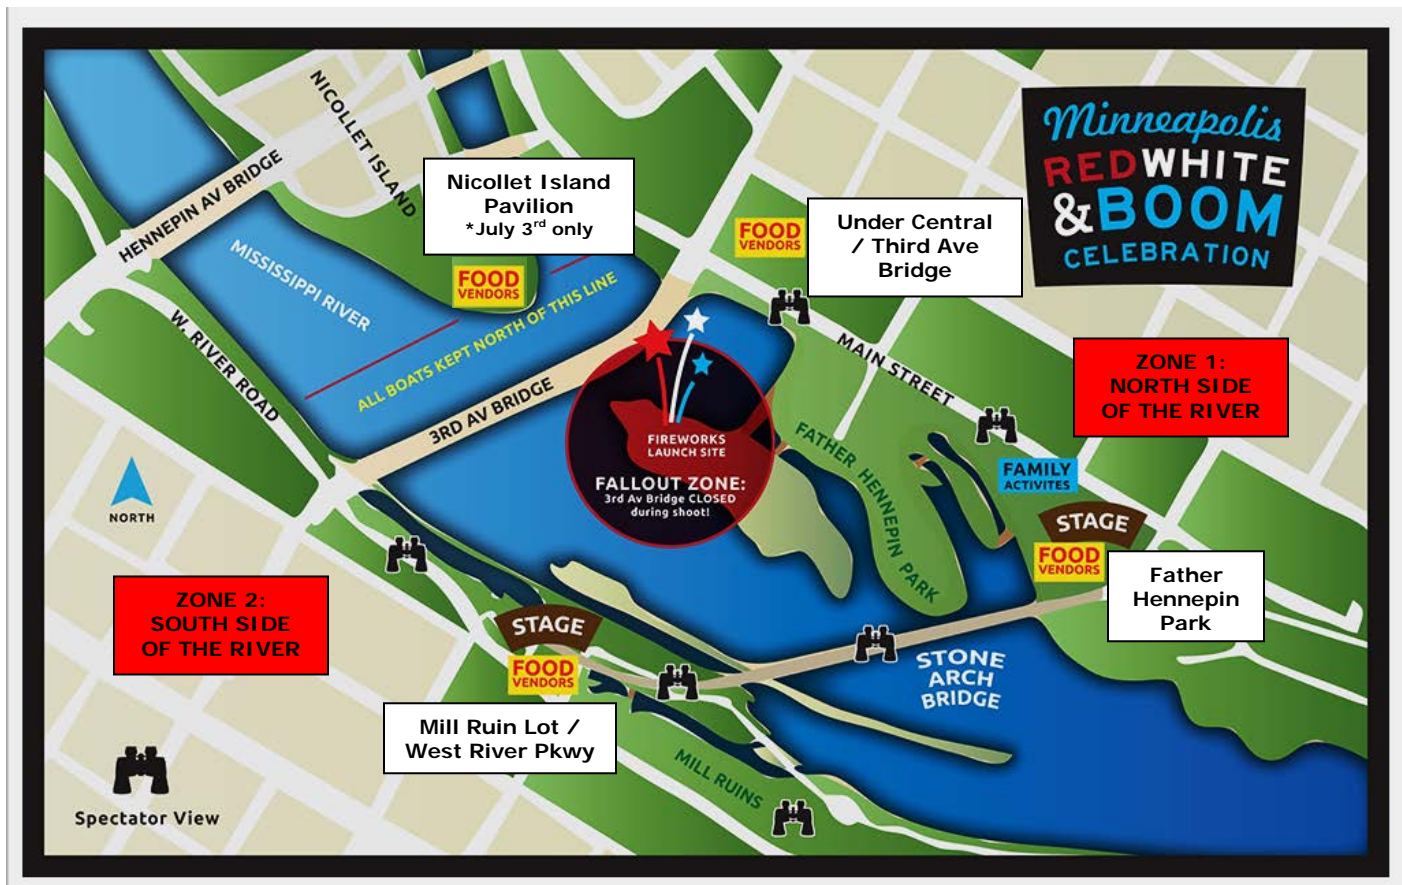 Minneapolis
RED WHITE
& BOOM
CELEBRATION
NICOLLET ISLAND
HENNEPIN AV BRIDGE
Nicollet Island
Pavilion
*July 3rd only
FOOD
VENDORS
Under Central
/ Third Ave
Bridge
FOOD
VENDORS
MISSISSIPPI RIVER
ALL BOATS KEPT NORTH OF THIS LINE
W. RIVER ROAD
3RD AV BRIDGE
MAIN STREET
ZONE 1:
NORTH SIDE
OF THE RIVER
FIREWORKS
LAUNCH SITE
FALLOUT ZONE:
3rd Av Bridge CLOSED
during shoot!
FATHER HENNEPIN PARK
FAMILY
ACTIVITES
STAGE
FOOD
VENDORS
Father
Hennepin
Park
NORTH
ZONE 2:
SOUTH SIDE
OF THE RIVER
STAGE
FOOD
VENDORS
STONE
ARCH
BRIDGE
Mill Ruin Lot /
West River Pkwy
MILL RUINS
Spectator View